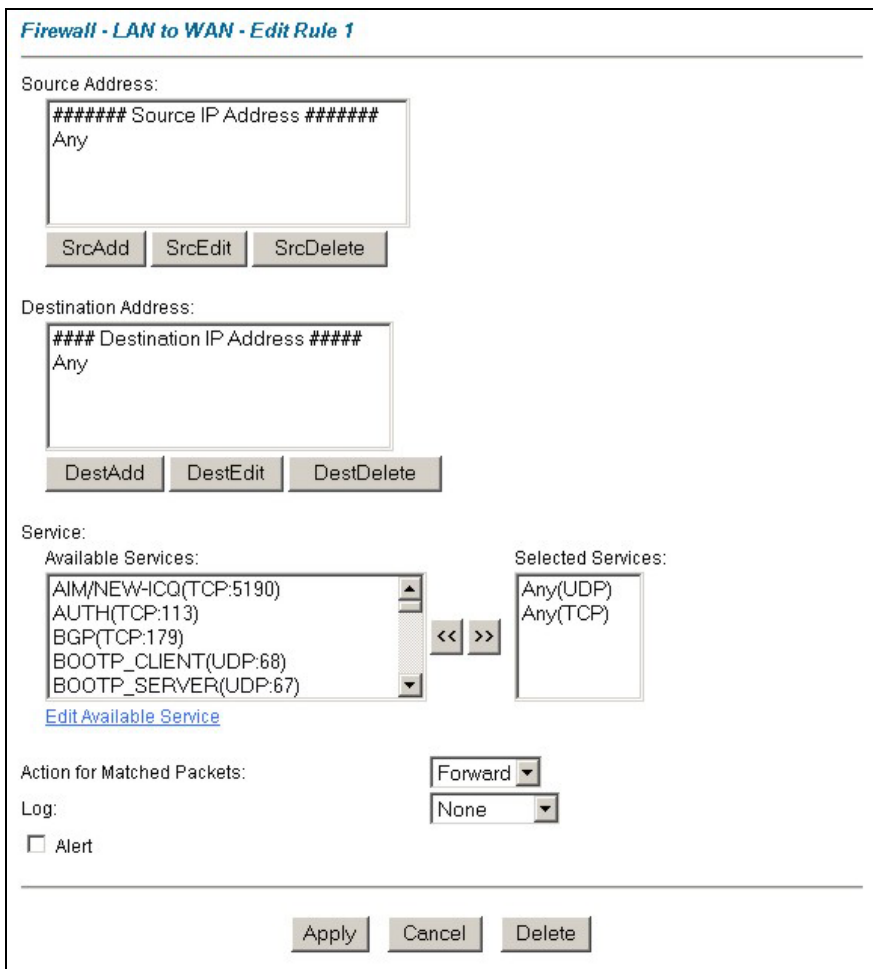 Firewall - LAN to WAN - Edit Rule 1
Source Address:
####### Source IP Address #######
Any
SrcAdd SrcEdit SrcDelete
Destination Address:
#### Destination IP Address #####
Any
DestAdd DestEdit DestDelete
Service:
Available Services: Selected Services:
AIM/NEW-ICQ(TCP:5190) Any(UDP)
AUTH(TCP:113) Any(TCP)
BGP(TCP:179)
<< >>
BOOTP_CLIENT(UDP:68)
BOOTP_SERVER(UDP:67)
Edit Available Service
Action for Matched Packets: Forward
Log: None
Alert
Apply Cancel Delete